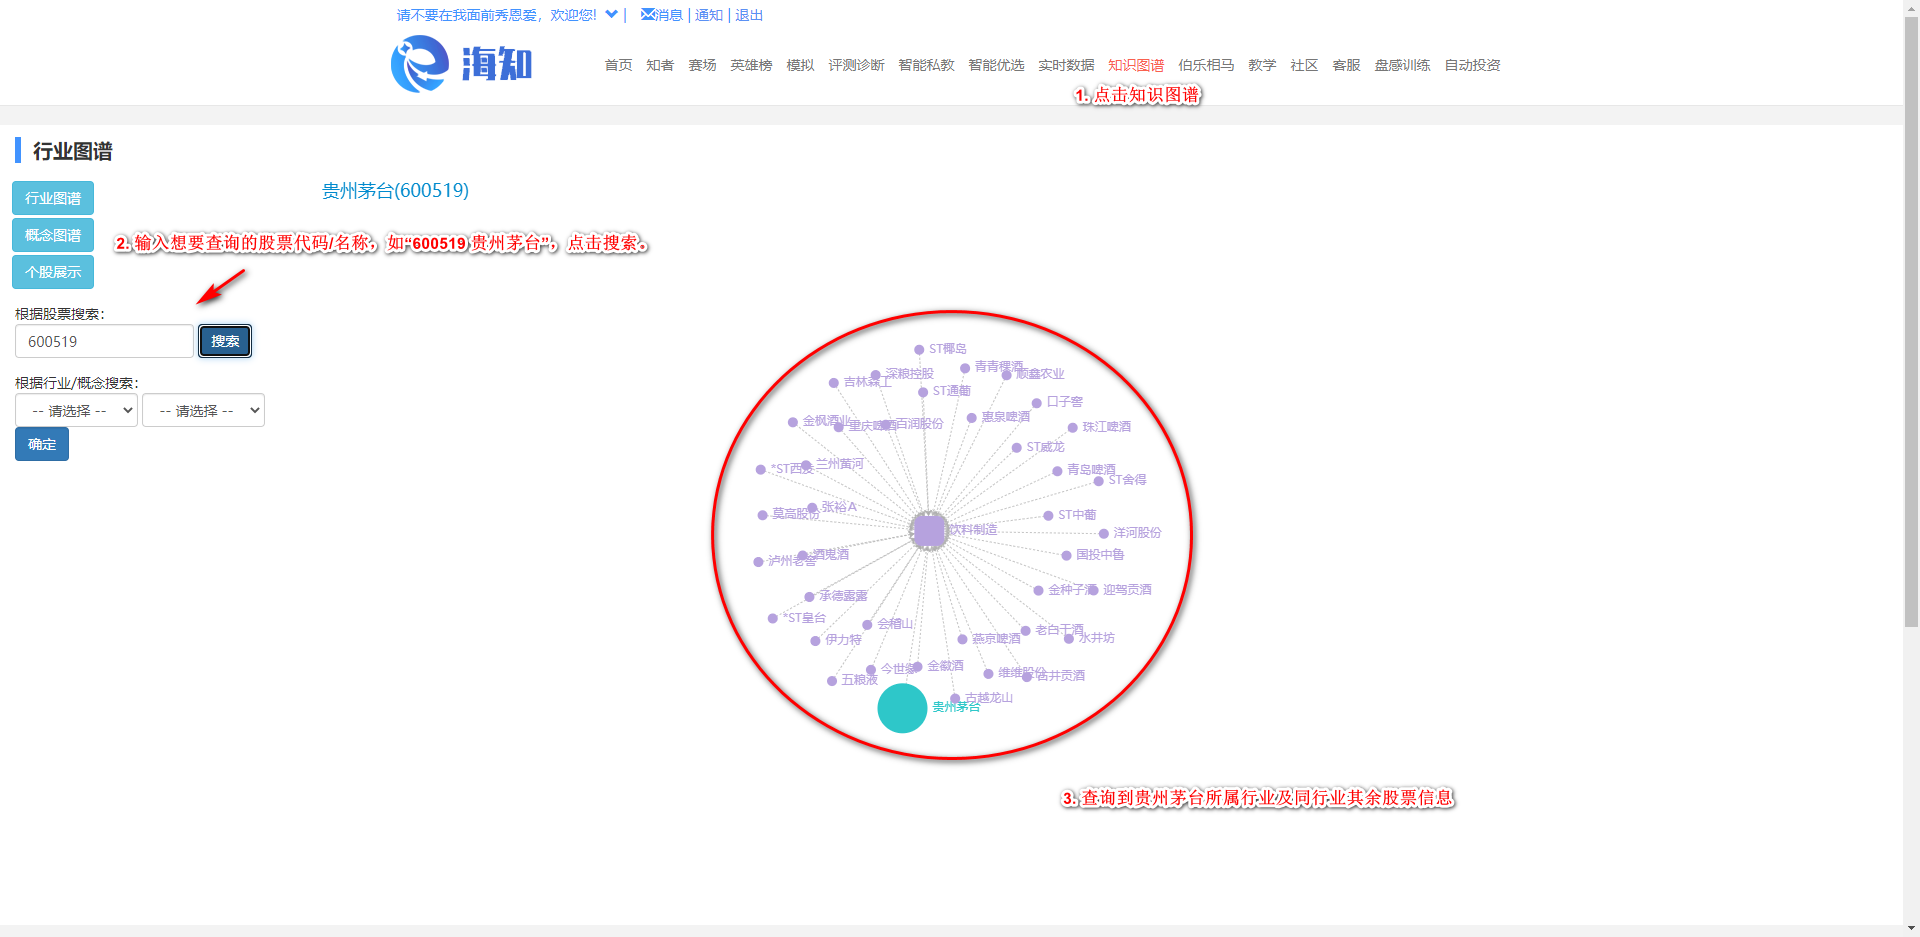 请不要在我面前秀恩爱，欢迎您! | 消息 | 通知 | 退出
海知
首页 知者 赛场 英雄榜 模拟 评测诊断 智能私教 智能优选 实时数据 知识图谱 伯乐相马 教学 社区 客服 盘感训练 自动投资
1. 点击知识图谱
行业图谱
行业图谱
贵州茅台(600519)
概念图谱
2. 输入想要查询的股票代码/名称，如“600519 贵州茅台”，点击搜索。
个股展示
根据股票搜索：
600519 搜索
根据行业/概念搜索：
-- 请选择 -- -- 请选择 --
确定
ST椰岛
青青稞酒
深粮控股
顺鑫农业
吉林森工
ST通葡
口子窖
惠泉啤酒
金枫酒业
重庆啤酒
百润股份
珠江啤酒
ST威龙
兰州黄河
*ST西发
青岛啤酒
ST舍得
张裕A
莫高股份
ST中葡
饮料制造
洋河股份
酒鬼酒
泸州老窖
国投中鲁
金种子酒
迎驾贡酒
承德露露
*ST皇台
会稽山
老白干酒
伊力特
燕京啤酒
水井坊
今世缘
金徽酒
维维股份
古井贡酒
五粮液
古越龙山
贵州茅台
3. 查询到贵州茅台所属行业及同行业其余股票信息